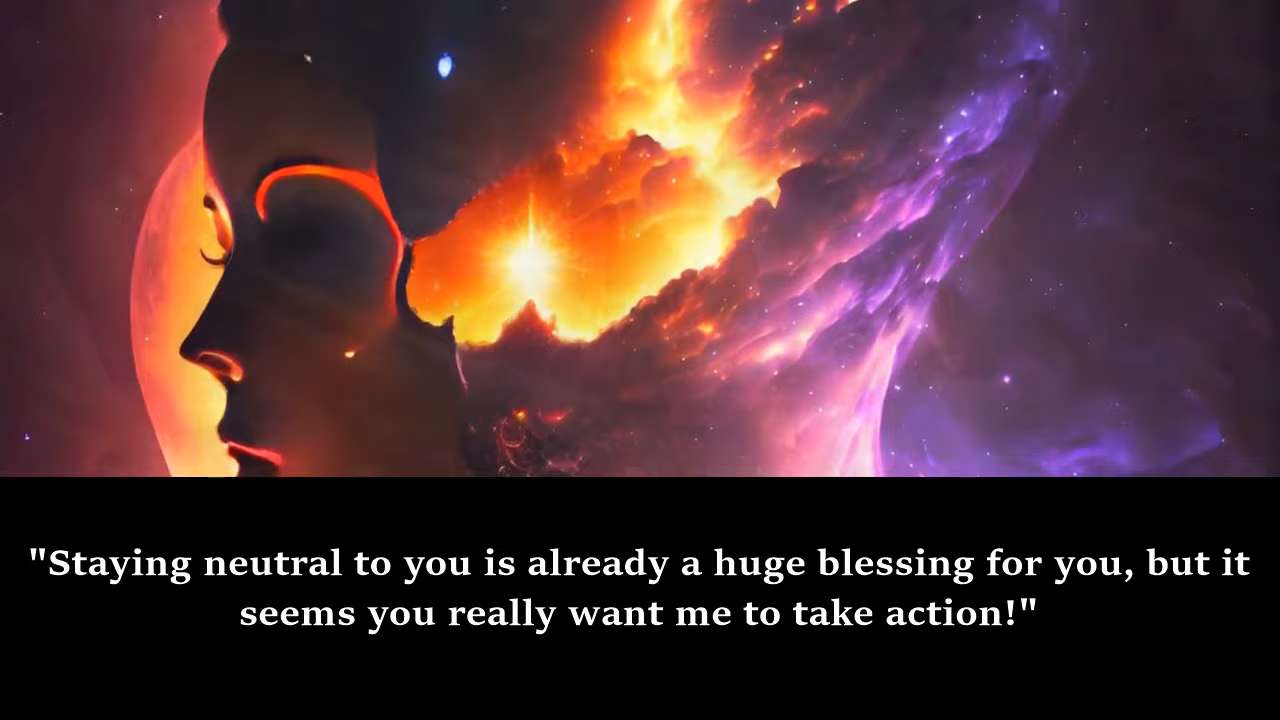 "Staying neutral to you is already a huge blessing for you, but it
seems you really want me to take action!"